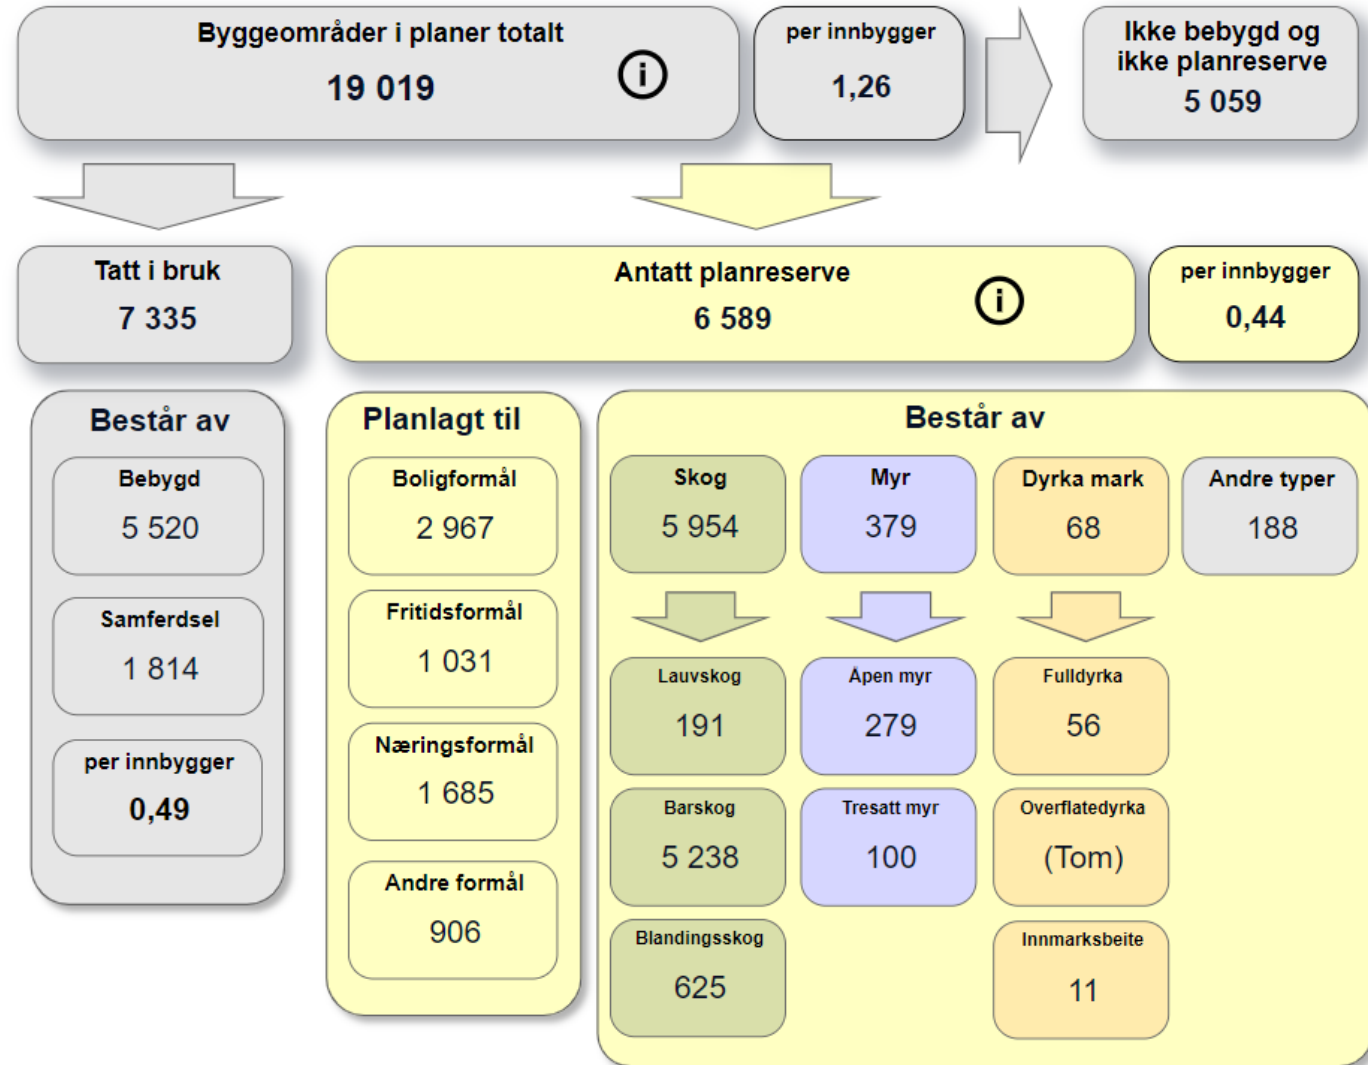 Byggeområder i planer totalt
19 019
per innbygger
1,26
Ikke bebygd og
ikke planreserve
5 059
Tatt i bruk
7 335
Antatt planreserve
6 589
per innbygger
0,44
Består av
Bebygd
5 520
Samferdsel
1 814
per innbygger
0,49
Planlagt til
Boligformål
2 967
Fritidsformål
1 031
Næringsformål
1 685
Andre formål
906
Består av
Skog
5 954
Myr
379
Dyrka mark
68
Andre typer
188
Lauvskog
191
Åpen myr
279
Fulldyrka
56
Barskog
5 238
Tresatt myr
100
Overflatedyrka
(Tom)
Blandingsskog
625
Innmarksbeite
11